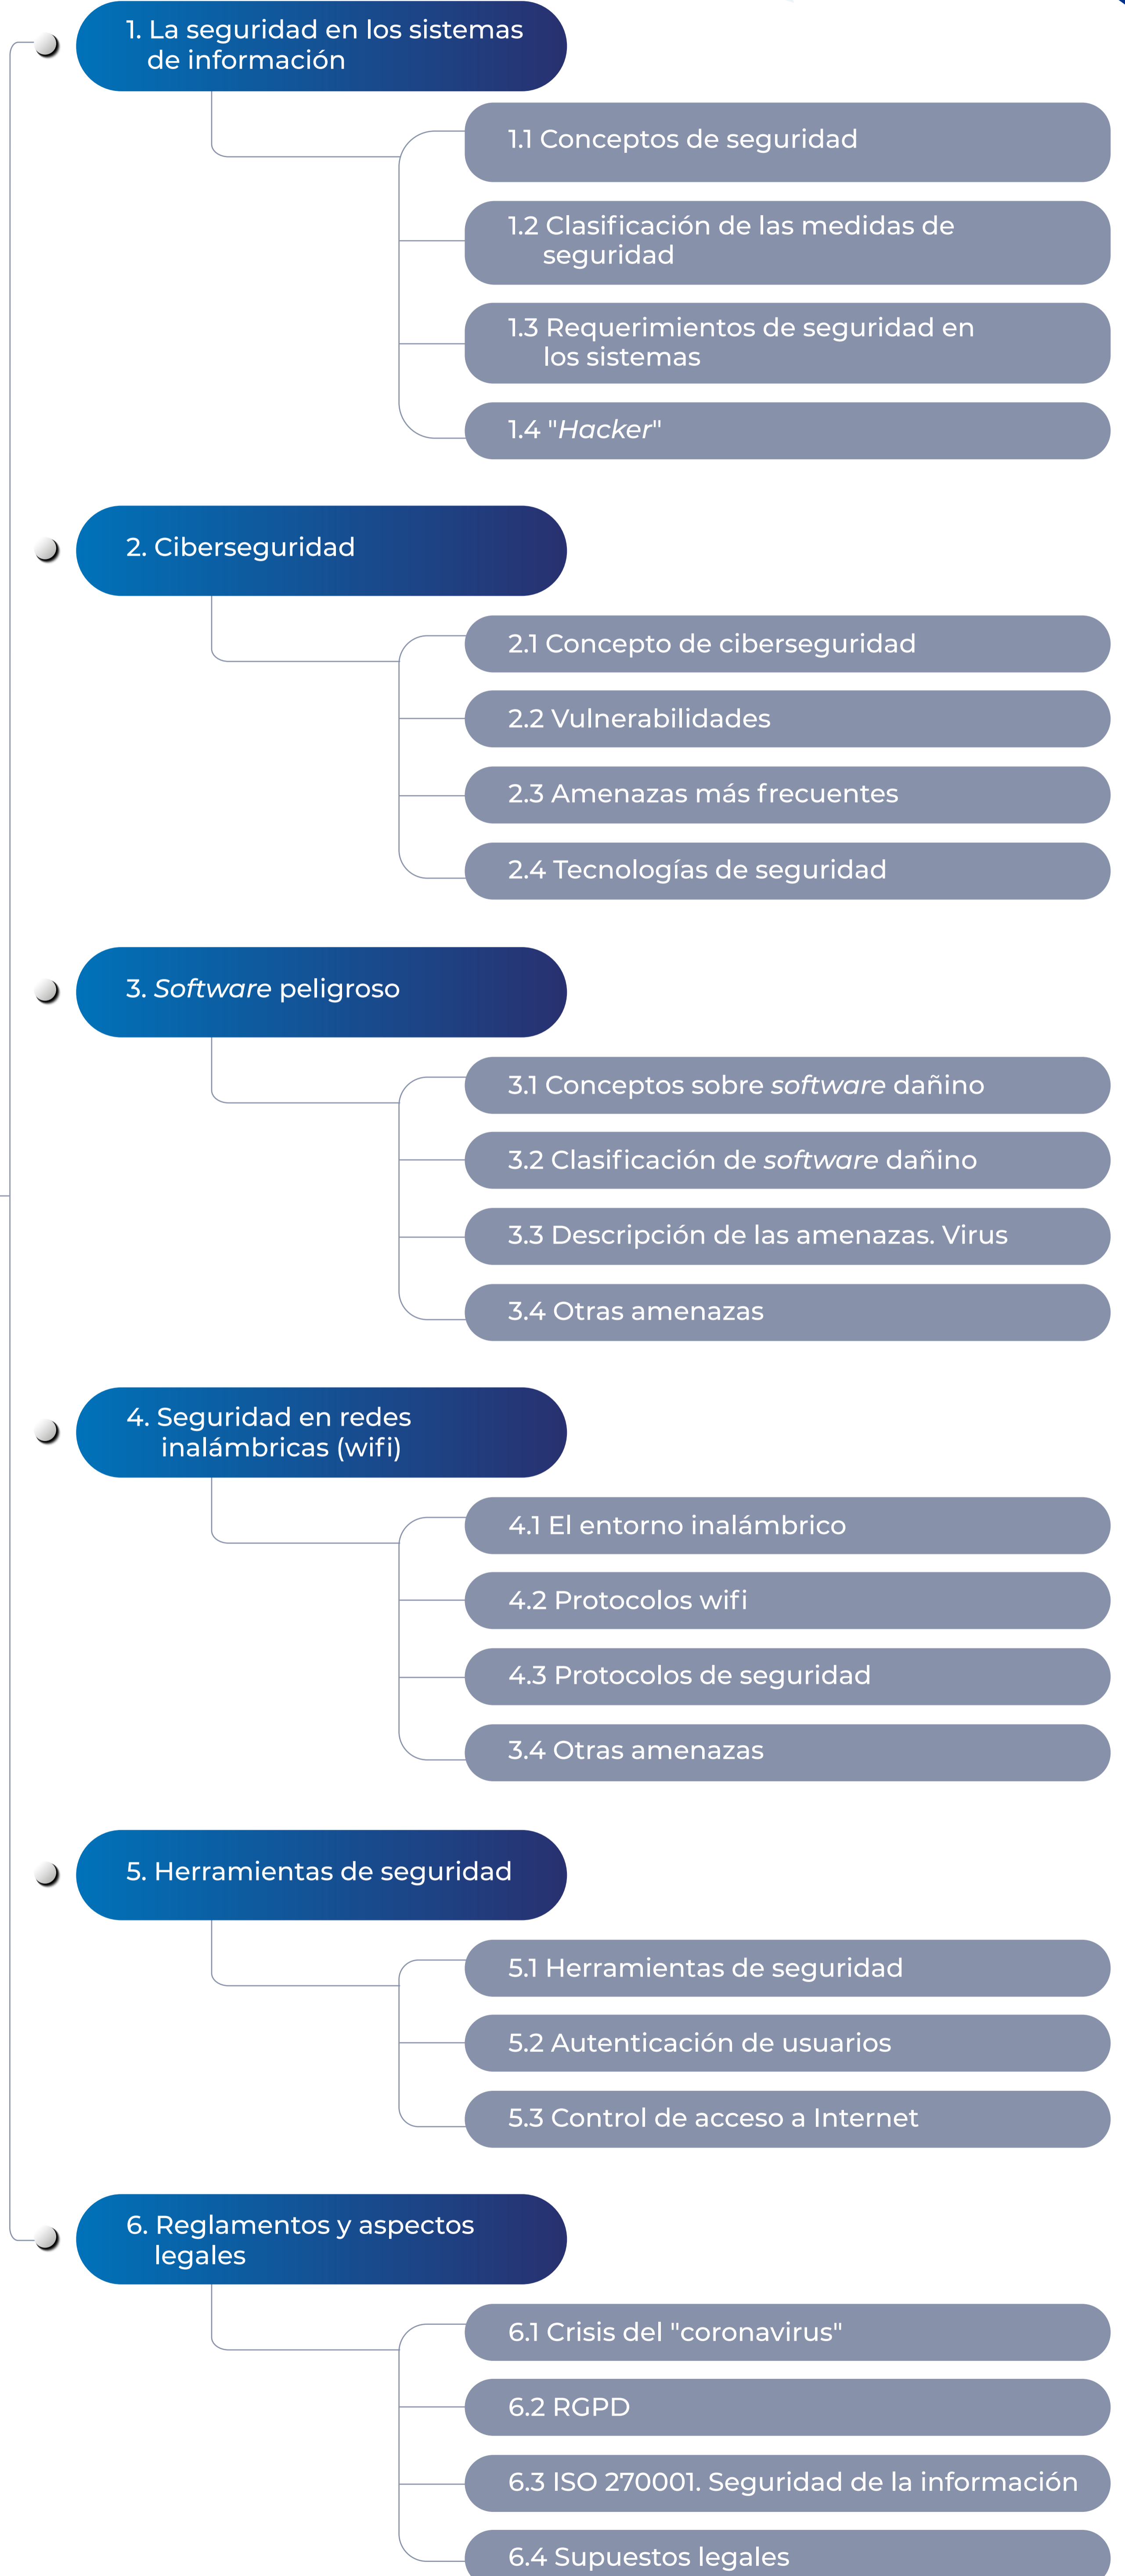 1. La seguridad en los sistemas
de información
1.1 Conceptos de seguridad
1.2 Clasificación de las medidas de
seguridad
1.3 Requerimientos de seguridad en
los sistemas
1.4 "Hacker"
2. Ciberseguridad
2.1 Concepto de ciberseguridad
2.2 Vulnerabilidades
2.3 Amenazas más frecuentes
2.4 Tecnologías de seguridad
3. Software peligroso
3.1 Conceptos sobre software dañino
3.2 Clasificación de software dañino
3.3 Descripción de las amenazas. Virus
3.4 Otras amenazas
4. Seguridad en redes
inalámbricas (wifi)
4.1 El entorno inalámbrico
4.2 Protocolos wifi
4.3 Protocolos de seguridad
3.4 Otras amenazas
5. Herramientas de seguridad
5.1 Herramientas de seguridad
5.2 Autenticación de usuarios
5.3 Control de acceso a Internet
6. Reglamentos y aspectos
legales
6.1 Crisis del "coronavirus"
6.2 RGPD
6.3 ISO 270001. Seguridad de la información
6.4 Supuestos legales